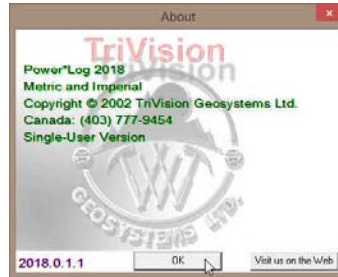 About
x
TriVision
TriVision
Power*Log 2018
Metric and Imperial
Copyright © 2002 TriVision Geosystems Ltd.
Canada: (403) 777-9454
Single-User Version
GEOSYSTEMS LTD.
2018.0.1.1
OK
Visit us on the Web